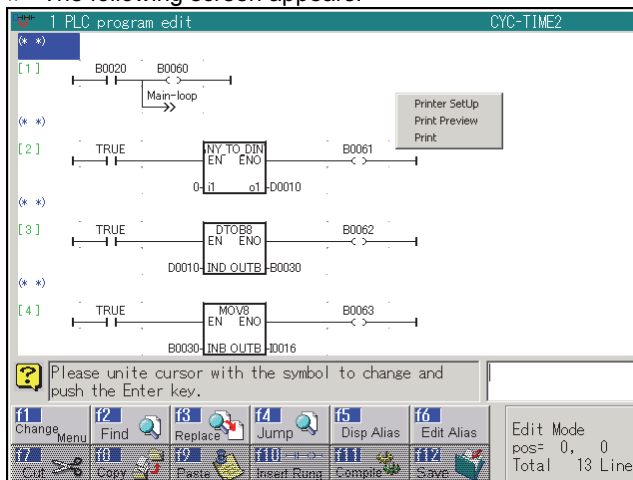 The following screen appears.
1 PLC program edit CYC-TIME2
(* *)
[1] B0020 B0060
Main-loop
Printer SetUp
Print Preview
Print
(* *)
[2] TRUE NY_TO_DIN B0061
EN ENO
0 i1 o1 D0010
(* *)
[3] TRUE DTOB8 B0062
EN ENO
D0010 IND OUTB B0030
(* *)
[4] TRUE MOV8 B0063
EN ENO
B0030 INB OUTB I0016
Please unite cursor with the symbol to change and
push the Enter key.
f1 Change Menu
f2 Find
f3 Replace
f4 Jump
f5 Disp Alias
f6 Edit Alias
f7 Cut
f8 Copy
f9 Paste
f10 Insert Rung
f11 Compile
f12 Save
Edit Mode
pos= 0, 0
Total 13 Line